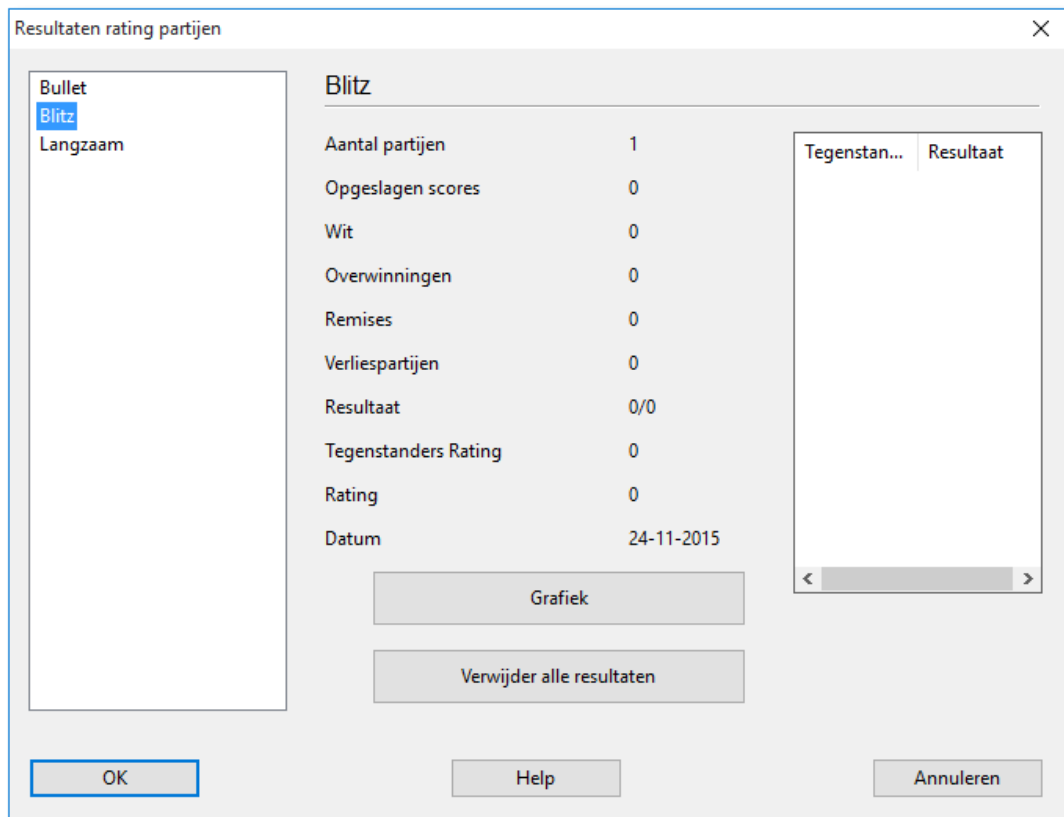 Resultaten rating partijen
Bullet
Blitz
Langzaam
Blitz
Aantal partijen 1
Opgeslagen scores 0
Wit 0
Overwinningen 0
Remises 0
Verliespartijen 0
Resultaat 0/0
Tegenstanders Rating 0
Rating 0
Datum 24-11-2015
Grafiek
Verwijder alle resultaten
Tegenstan... Resultaat
OK Help Annuleren